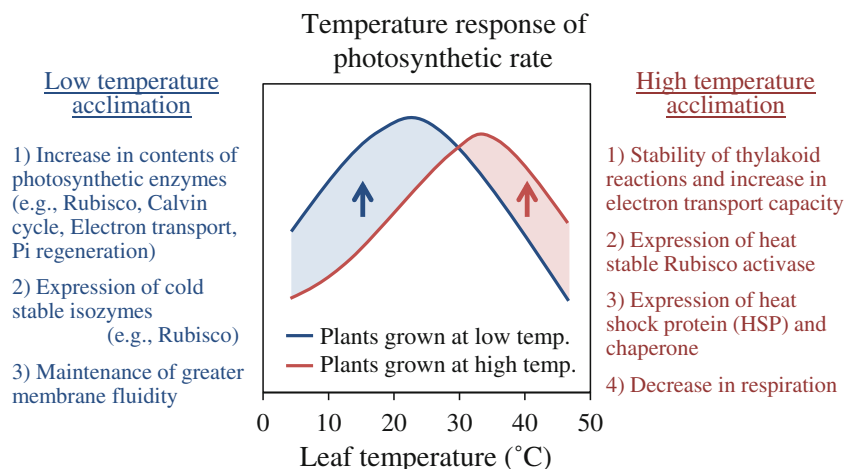 Temperature response of
photosynthetic rate
Low temperature
acclimation
1) Increase in contents of
photosynthetic enzymes
(e.g., Rubisco, Calvin
cycle, Electron transport,
Pi regeneration)
2) Expression of cold
stable isozymes
(e.g., Rubisco)
3) Maintenance of greater
membrane fluidity
Plants grown at low temp.
Plants grown at high temp.
0 10 20 30 40 50
Leaf temperature (˚C)
High temperature
acclimation
1) Stability of thylakoid
reactions and increase in
electron transport capacity
2) Expression of heat
stable Rubisco activase
3) Expression of heat
shock protein (HSP) and
chaperone
4) Decrease in respiration